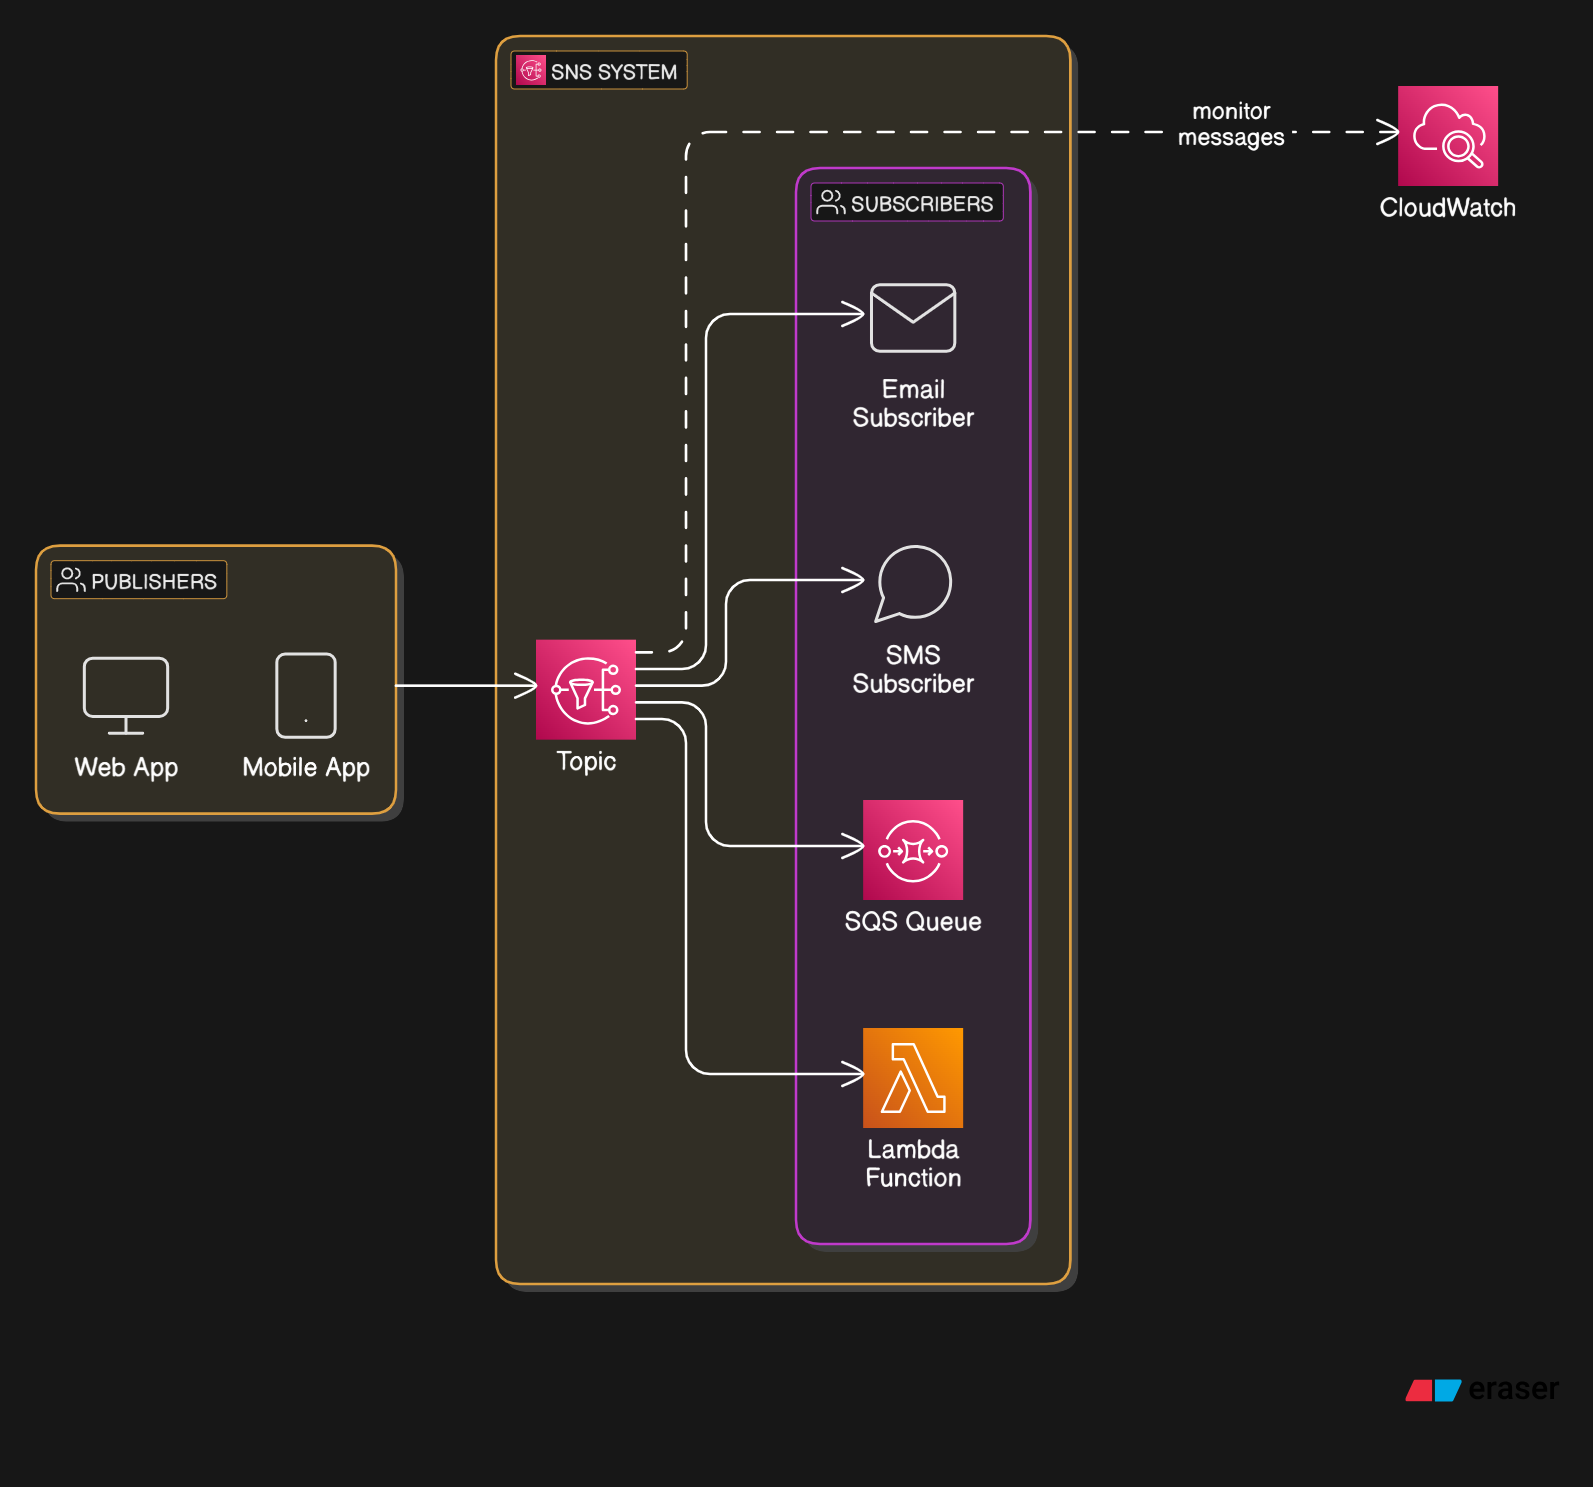 SNS SYSTEM
monitor
messages
CloudWatch
SUBSCRIBERS
Email
Subscriber
SMS
Subscriber
PUBLISHERS
Web App
Mobile App
Topic
SQS Queue
Lambda
Function
eraser